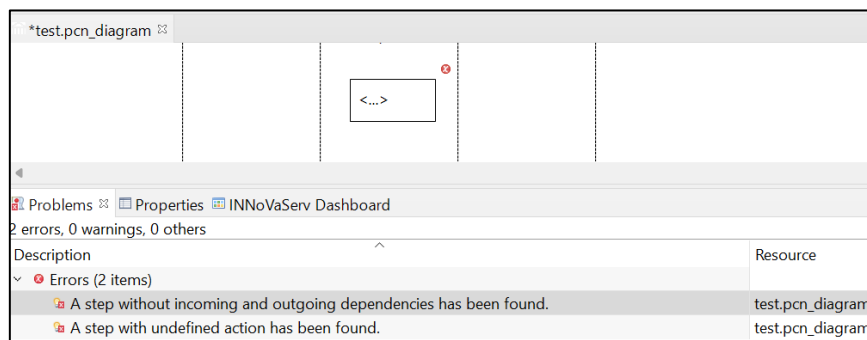 *test.pcn_diagram
<...>
Problems Properties INNoVaServ Dashboard
2 errors, 0 warnings, 0 others
Description Resource
Errors (2 items)
A step without incoming and outgoing dependencies has been found. test.pcn_diagram
A step with undefined action has been found. test.pcn_diagram